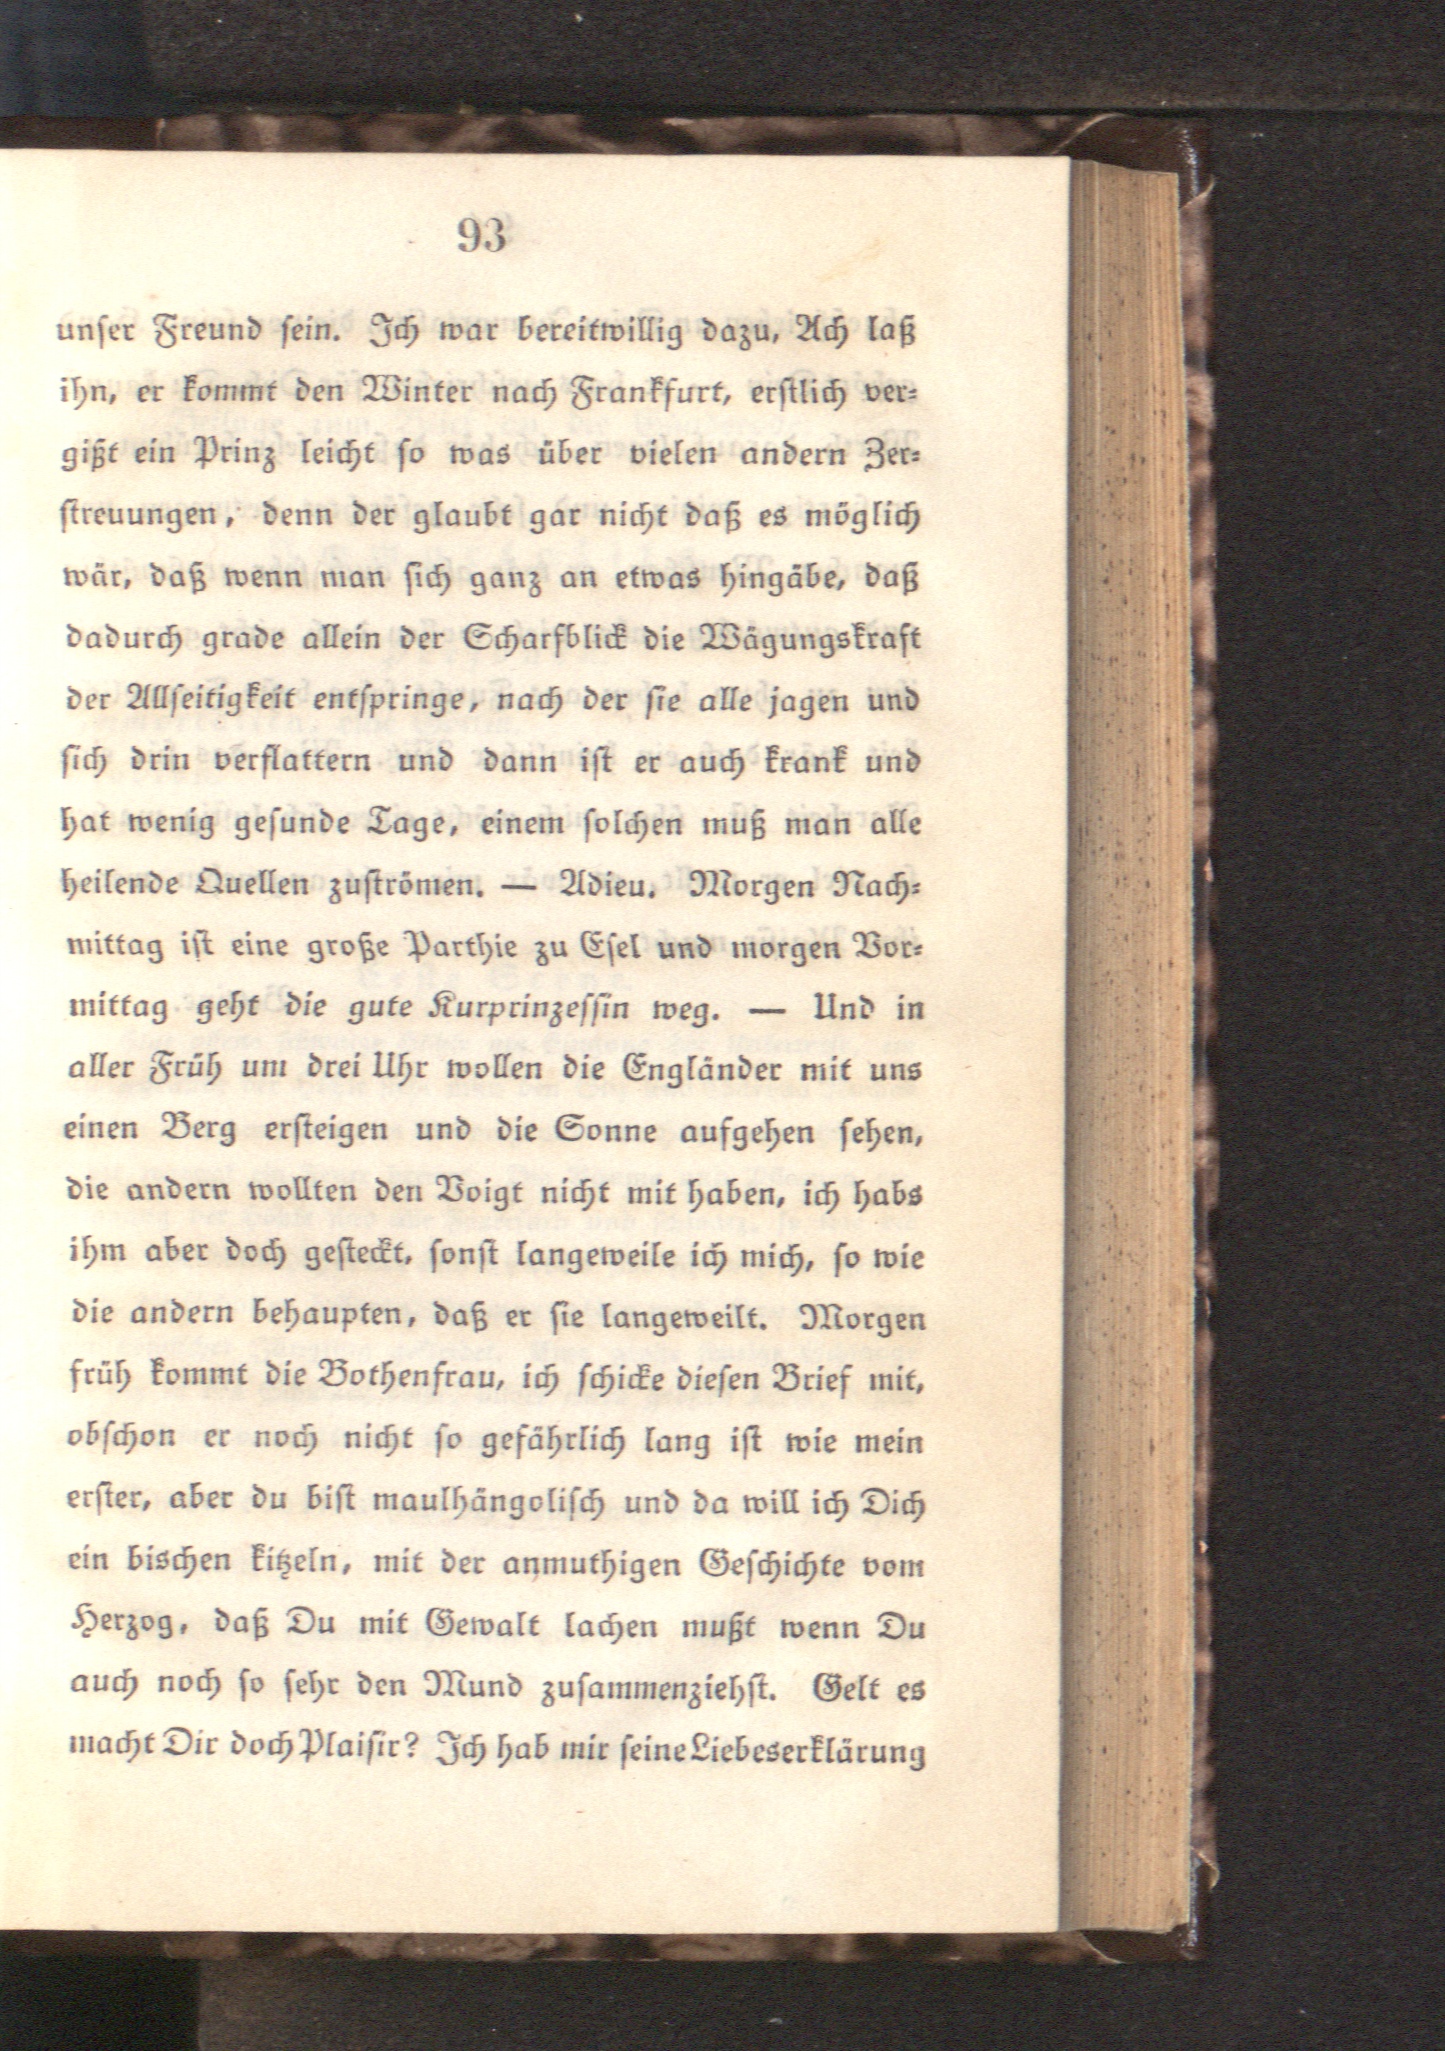 93
unser Freund sein. Ich war bereitwillig dazu, Ach laß
ihn, er kommt den Winter nach Frankfurt, erstlich ver-
gißt ein Prinz leicht so was über vielen andern Zer-
streuungen, denn der glaubt gar nicht daß es möglich
wär, daß wenn man sich ganz an etwas hingäbe, daß
dadurch grade allein der Scharfblick die Wägungskraft
der Allseitigkeit entspringe, nach der sie alle jagen und
sich drin verflattern und dann ist er auch krank und
hat wenig gesunde Tage, einem solchen muß man alle
heilende Quellen zuströmen. — Adieu. Morgen Nach-
mittag ist eine große Parthie zu Esel und morgen Vor-
mittag geht die gute Kurprinzessin weg. — Und in
aller Früh um drei Uhr wollen die Engländer mit uns
einen Berg ersteigen und die Sonne aufgehen sehen,
die andern wollten den Voigt nicht mit haben, ich habs
ihm aber doch gesteckt, sonst langeweile ich mich, so wie
die andern behaupten, daß er sie langeweilt. Morgen
früh kommt die Bothenfrau, ich schicke diesen Brief mit,
obschon er noch nicht so gefährlich lang ist wie mein
erster, aber du bist maulhängolisch und da will ich Dich
ein bischen kitzeln, mit der anmuthigen Geschichte vom
Herzog, daß Du mit Gewalt lachen mußt wenn Du
auch noch so sehr den Mund zusammenziehst. Gelt es
macht Dir doch Plaisir? Ich hab mir seine Liebeserklärung